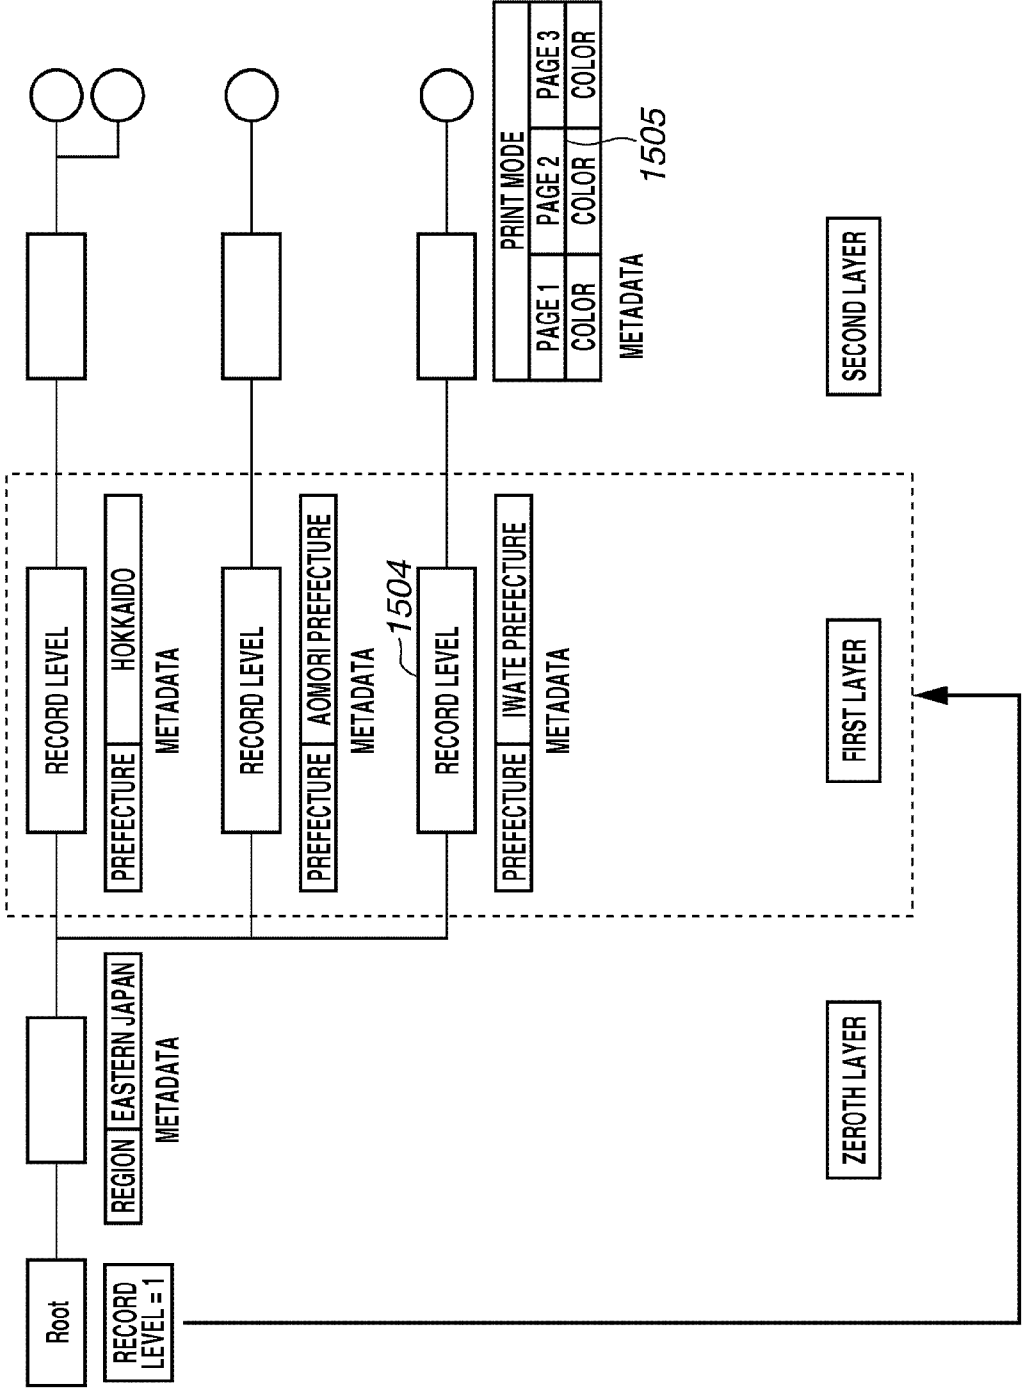 Root
RECORD
LEVEL = 1
REGION EASTERN JAPAN
METADATA
RECORD LEVEL
PREFECTURE HOKKAIDO
METADATA
RECORD LEVEL
PREFECTURE AOMORI PREFECTURE
METADATA
1504
RECORD LEVEL
PREFECTURE IWATE PREFECTURE
METADATA
PRINT MODE
PAGE 1 PAGE 2 PAGE 3
COLOR COLOR COLOR
METADATA
1505
ZEROTH LAYER
FIRST LAYER
SECOND LAYER